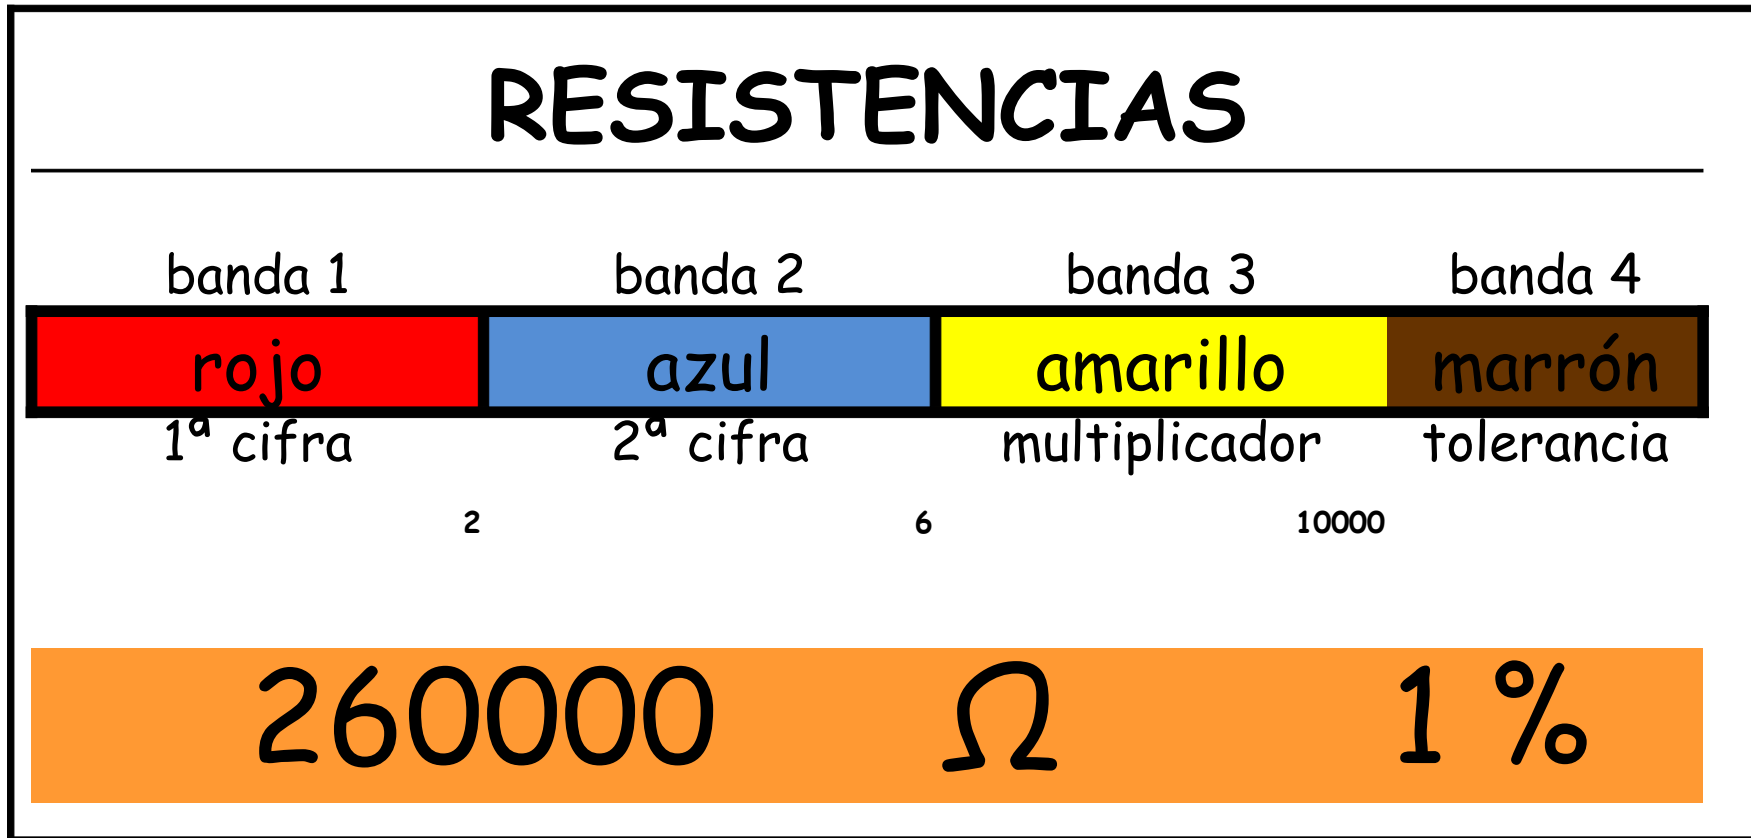 RESISTENCIAS
banda 1 banda 2 banda 3 banda 4
rojo azul amarillo marrón
1ª cifra 2ª cifra multiplicador tolerancia
2 6 10000
260000 Ω 1 %